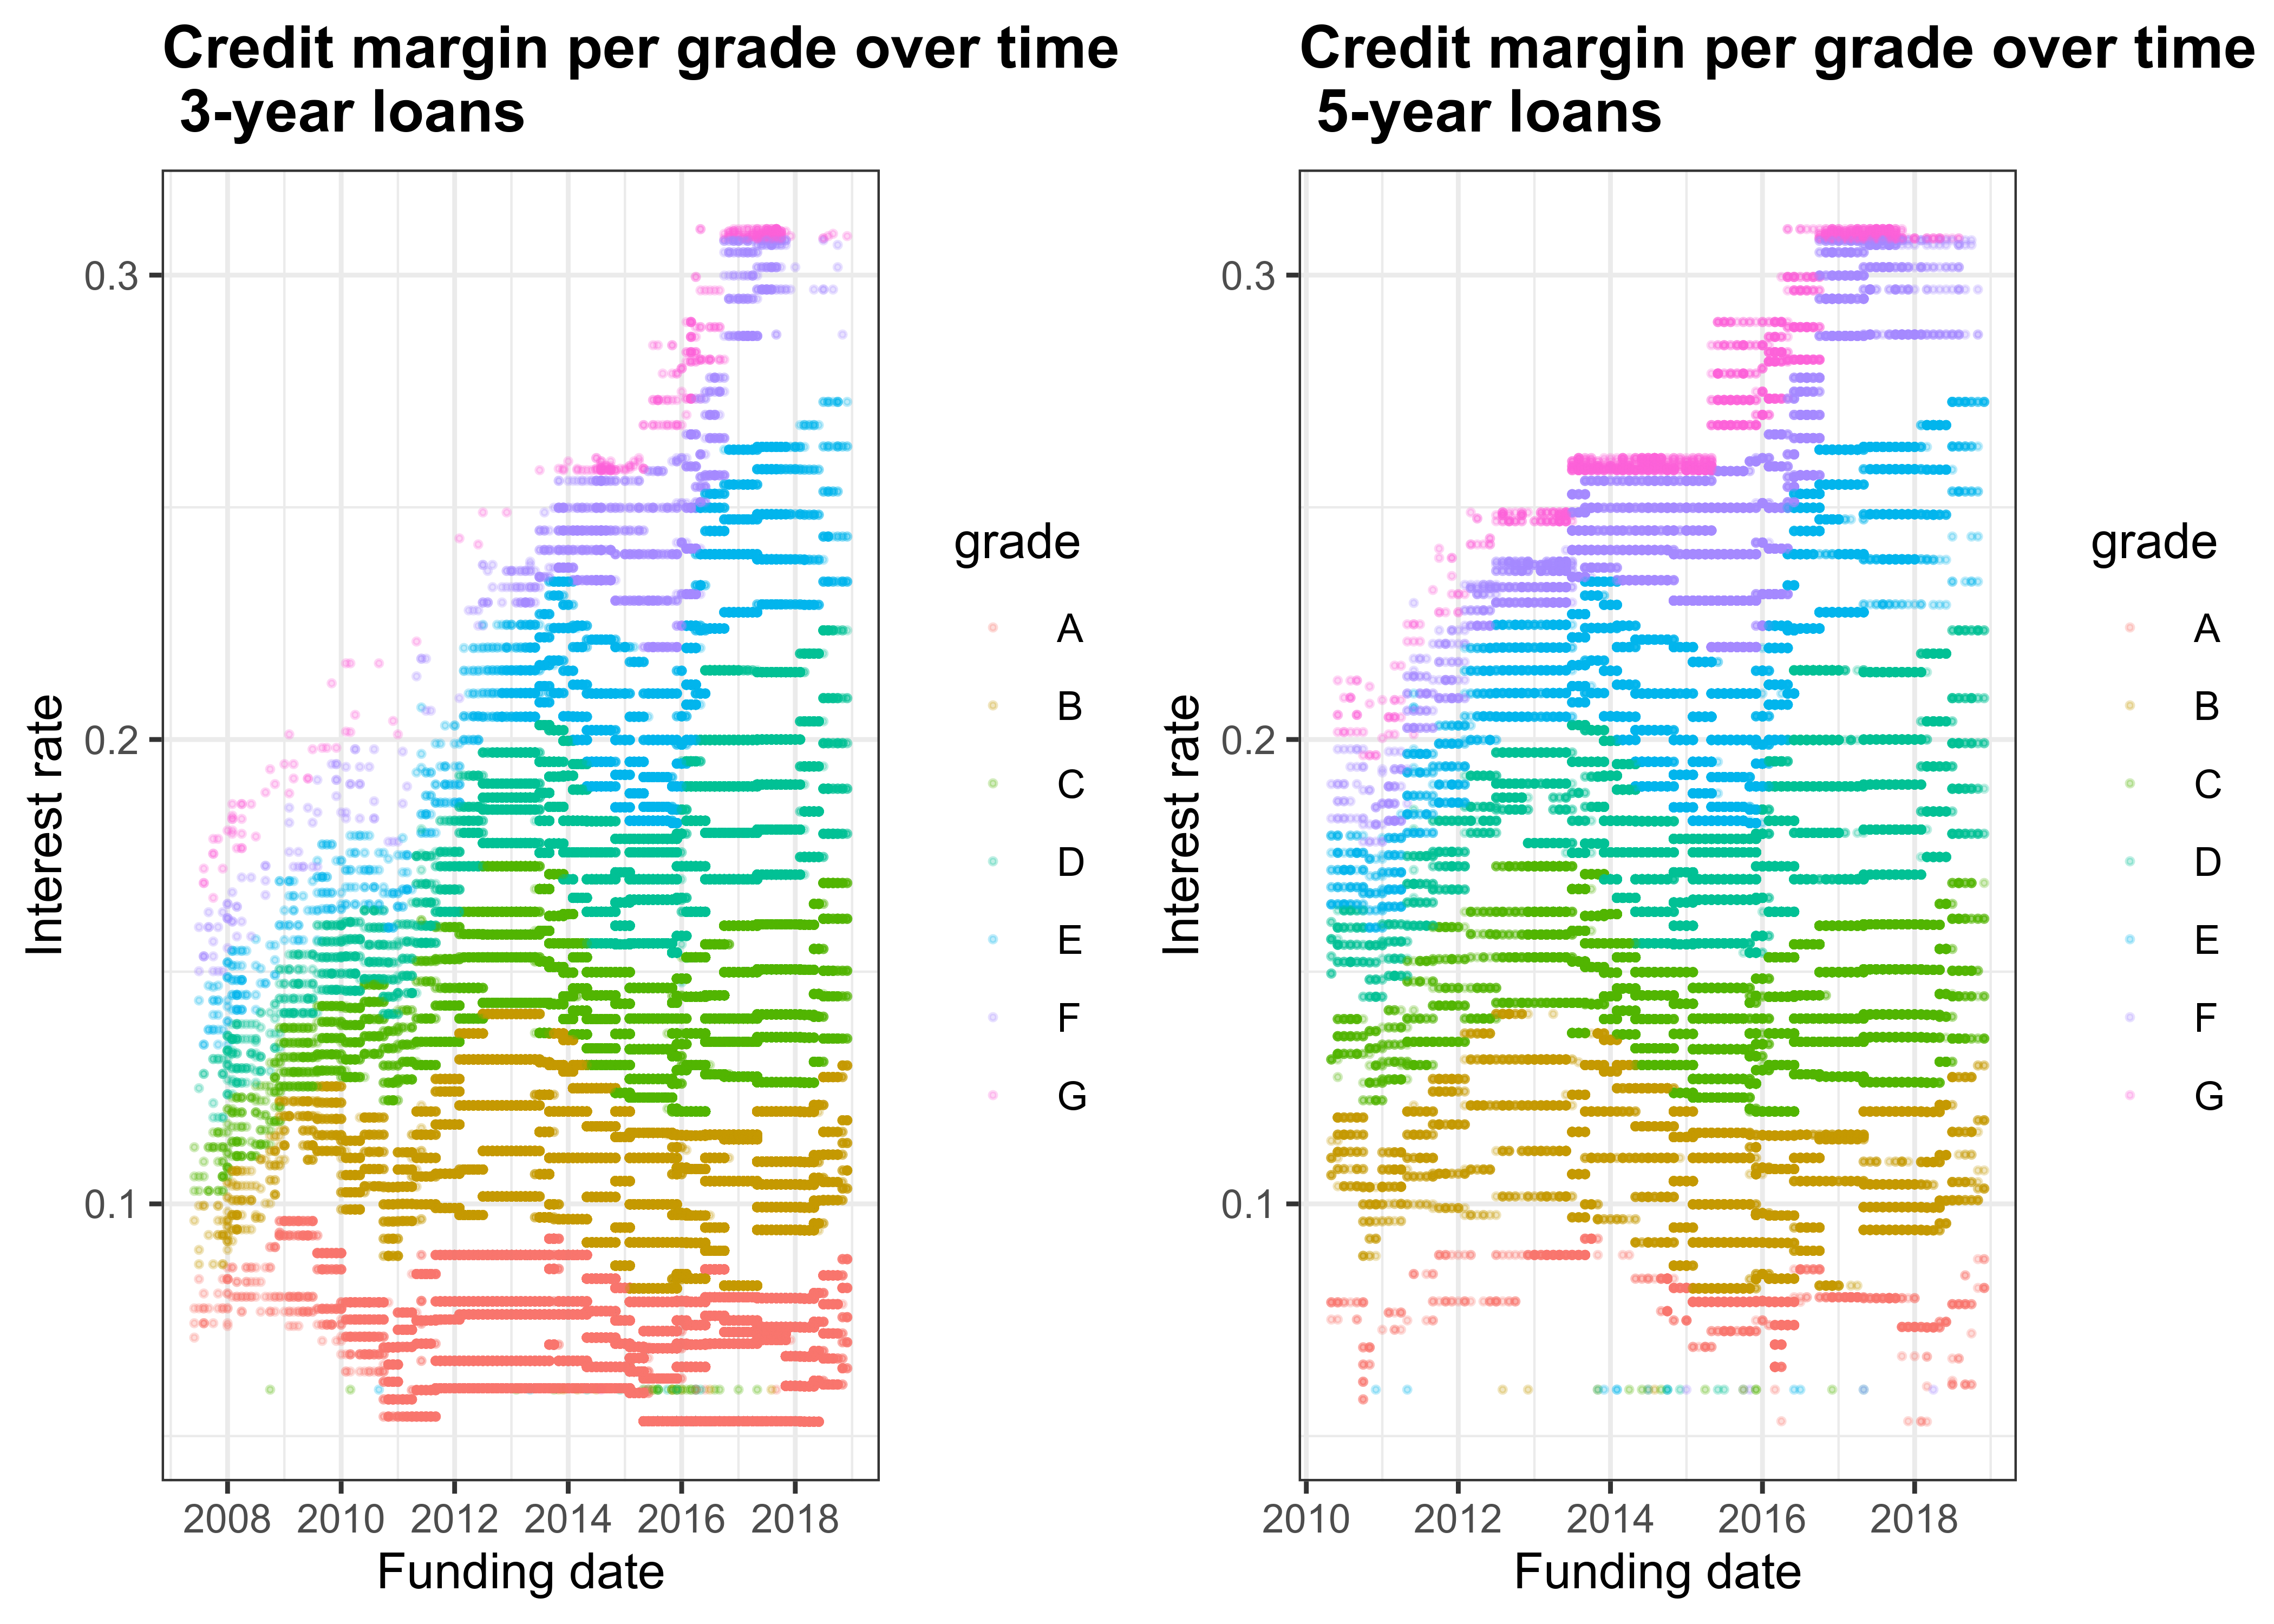 Credit margin per grade over time
3-year loans
Interest rate
0.3
0.2
0.1
2008 2010 2012 2014 2016 2018
Funding date
grade
A
B
C
D
E
F
G
Credit margin per grade over time
5-year loans
Interest rate
0.3
0.2
0.1
2010 2012 2014 2016 2018
Funding date
grade
A
B
C
D
E
F
G